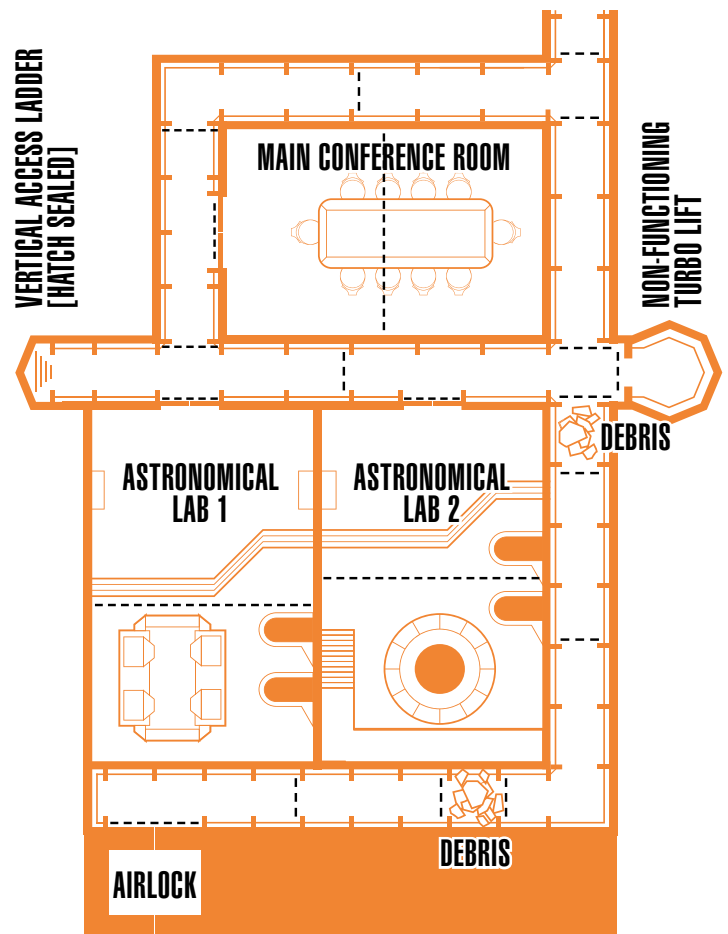 VERTICAL ACCESS LADDER
[HATCH SEALED]
MAIN CONFERENCE ROOM
NON-FUNCTIONING
TURBO LIFT
DEBRIS
ASTRONOMICAL
LAB 1
ASTRONOMICAL
LAB 2
DEBRIS
AIRLOCK